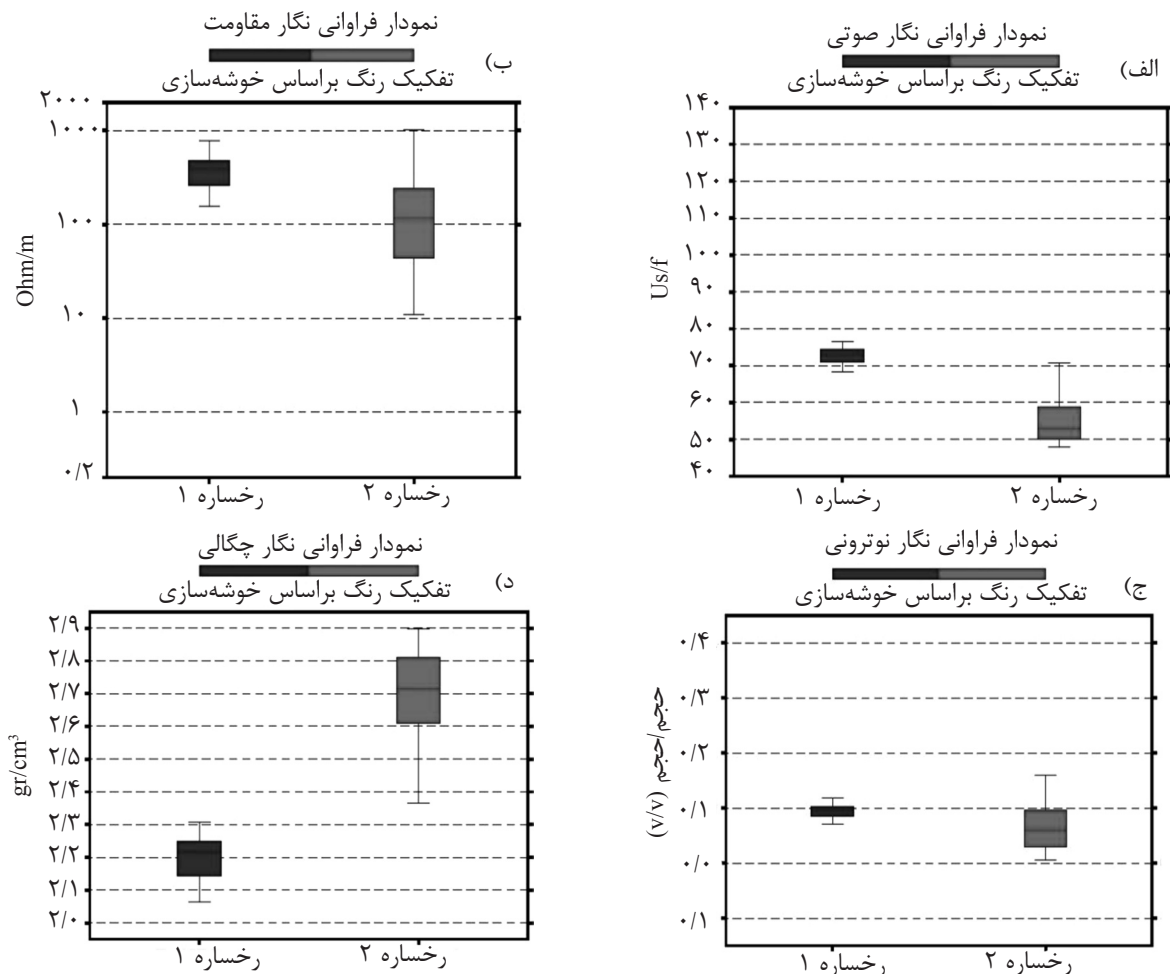 نمودار فراوانی نگار صوتی
الف)
تفکیک رنگ براساس خوشه‌سازی
۱۴۰
۱۳۰
۱۲۰
۱۱۰
۱۰۰
۹۰
۸۰
۷۰
۶۰
۵۰
۴۰
Us/f
رخساره ۱
رخساره ۲
نمودار فراوانی نگار مقاومت
ب)
تفکیک رنگ براساس خوشه‌سازی
۲۰۰۰
۱۰۰۰
۱۰۰
۱۰
۱
۰/۲
Ohm/m
رخساره ۱
رخساره ۲
نمودار فراوانی نگار نوترونی
ج)
تفکیک رنگ براساس خوشه‌سازی
۰/۴
۰/۳
۰/۲
۰/۱
۰/۰
۰/۱
حجم/حجم (v/v)
رخساره ۱
رخساره ۲
نمودار فراوانی نگار چگالی
د)
تفکیک رنگ براساس خوشه‌سازی
۲/۹
۲/۸
۲/۷
۲/۶
۲/۵
۲/۴
۲/۳
۲/۲
۲/۱
۲/۰
gr/cm³
رخساره ۱
رخساره ۲